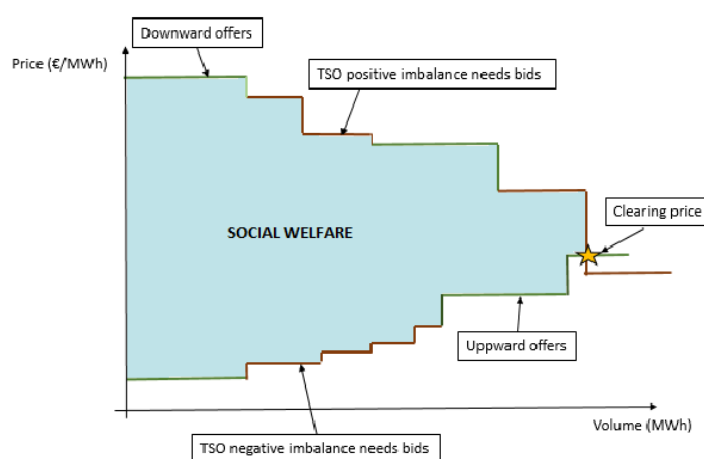 Downward offers
Price (€/MWh)
TSO positive imbalance needs bids
Clearing price
SOCIAL WELFARE
Uppward offers
Volume (MWh)
TSO negative imbalance needs bids